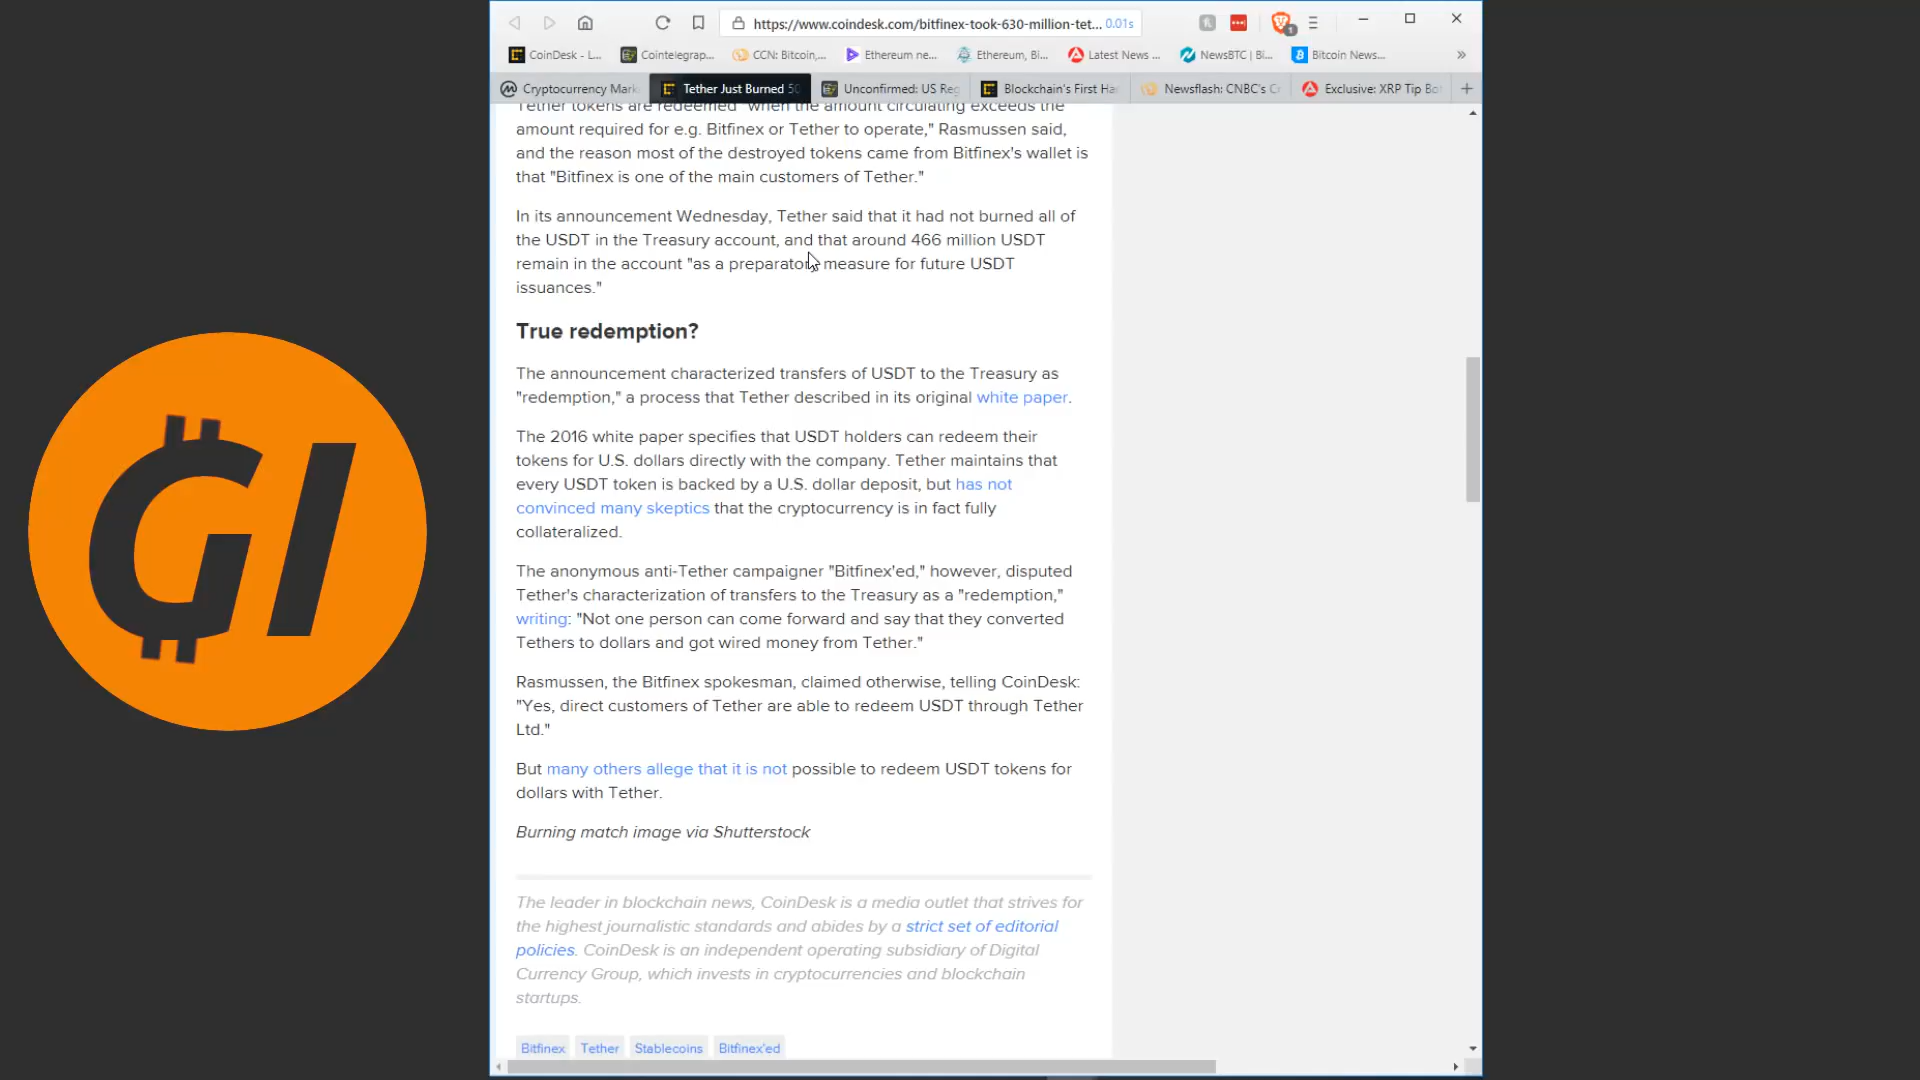 https://www.coindesk.com/bitfinex-took-630-million-tet... 0.01s
1
CoinDesk - L...
Cointelegrap...
CCN: Bitcoin,...
Ethereum ne...
Ethereum, Bi...
Latest News ...
NewsBTC | Bi...
Bitcoin News...
»
Cryptocurrency Mark
Tether Just Burned 50
Unconfirmed: US Reg
Blockchain's First Ha
Newsflash: CNBC's Cr
Exclusive: XRP Tip Bo
Tether tokens are redeemed "when the amount circulating exceeds the
amount required for e.g. Bitfinex or Tether to operate," Rasmussen said,
and the reason most of the destroyed tokens came from Bitfinex's wallet is
that "Bitfinex is one of the main customers of Tether."
In its announcement Wednesday, Tether said that it had not burned all of
the USDT in the Treasury account, and that around 466 million USDT
remain in the account "as a preparatory measure for future USDT
issuances."
True redemption?
The announcement characterized transfers of USDT to the Treasury as
"redemption," a process that Tether described in its original white paper.
The 2016 white paper specifies that USDT holders can redeem their
tokens for U.S. dollars directly with the company. Tether maintains that
every USDT token is backed by a U.S. dollar deposit, but has not
convinced many skeptics that the cryptocurrency is in fact fully
collateralized.
The anonymous anti-Tether campaigner "Bitfinex'ed," however, disputed
Tether's characterization of transfers to the Treasury as a "redemption,"
writing: "Not one person can come forward and say that they converted
Tethers to dollars and got wired money from Tether."
Rasmussen, the Bitfinex spokesman, claimed otherwise, telling CoinDesk:
"Yes, direct customers of Tether are able to redeem USDT through Tether
Ltd."
But many others allege that it is not possible to redeem USDT tokens for
dollars with Tether.
Burning match image via Shutterstock
The leader in blockchain news, CoinDesk is a media outlet that strives for
the highest journalistic standards and abides by a strict set of editorial
policies. CoinDesk is an independent operating subsidiary of Digital
Currency Group, which invests in cryptocurrencies and blockchain
startups.
Bitfinex Tether Stablecoins Bitfinex'ed
GI